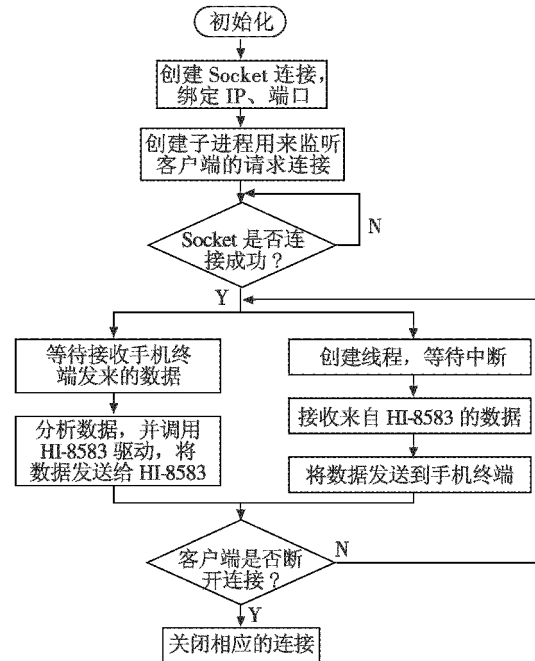 初始化
创建 Socket 连接，
绑定 IP、端口
创建子进程用来监听
客户端的请求连接
N
Socket 是否连
接成功？
Y
等待接收手机终
端发来的数据
创建线程，等待中断
分析数据，并调用
HI-8583 驱动，将
数据发送给 HI-8583
接收来自 HI-8583 的数据
将数据发送到手机终端
客户端是否断
开连接？
N
Y
关闭相应的连接